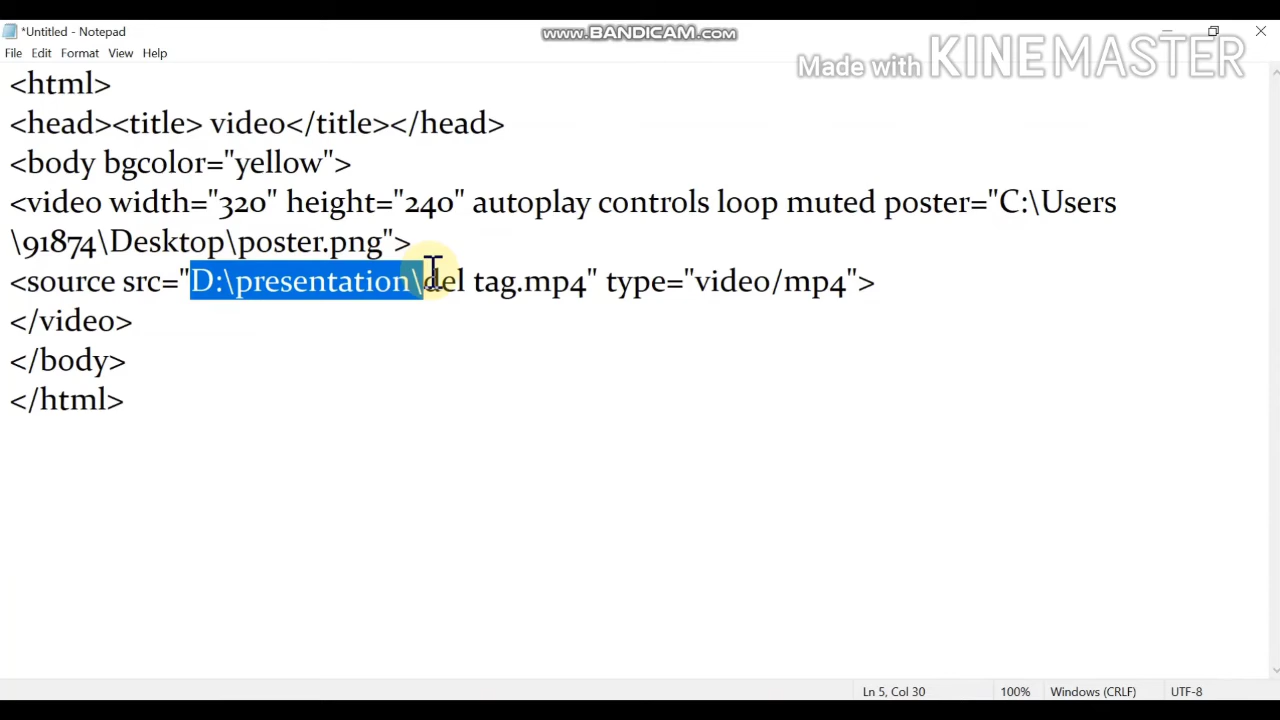 *Untitled - Notepad
www.BANDICAM.com
File Edit Format View Help
Made with KINEMASTER
<html>
<head><title> video</title></head>
<body bgcolor="yellow">
<video width="320" height="240" autoplay controls loop muted poster="C:\Users
\91874\Desktop\poster.png">
<source src="D:\presentation\del tag.mp4" type="video/mp4">
</video>
</body>
</html>
Ln 5, Col 30 100% Windows (CRLF) UTF-8